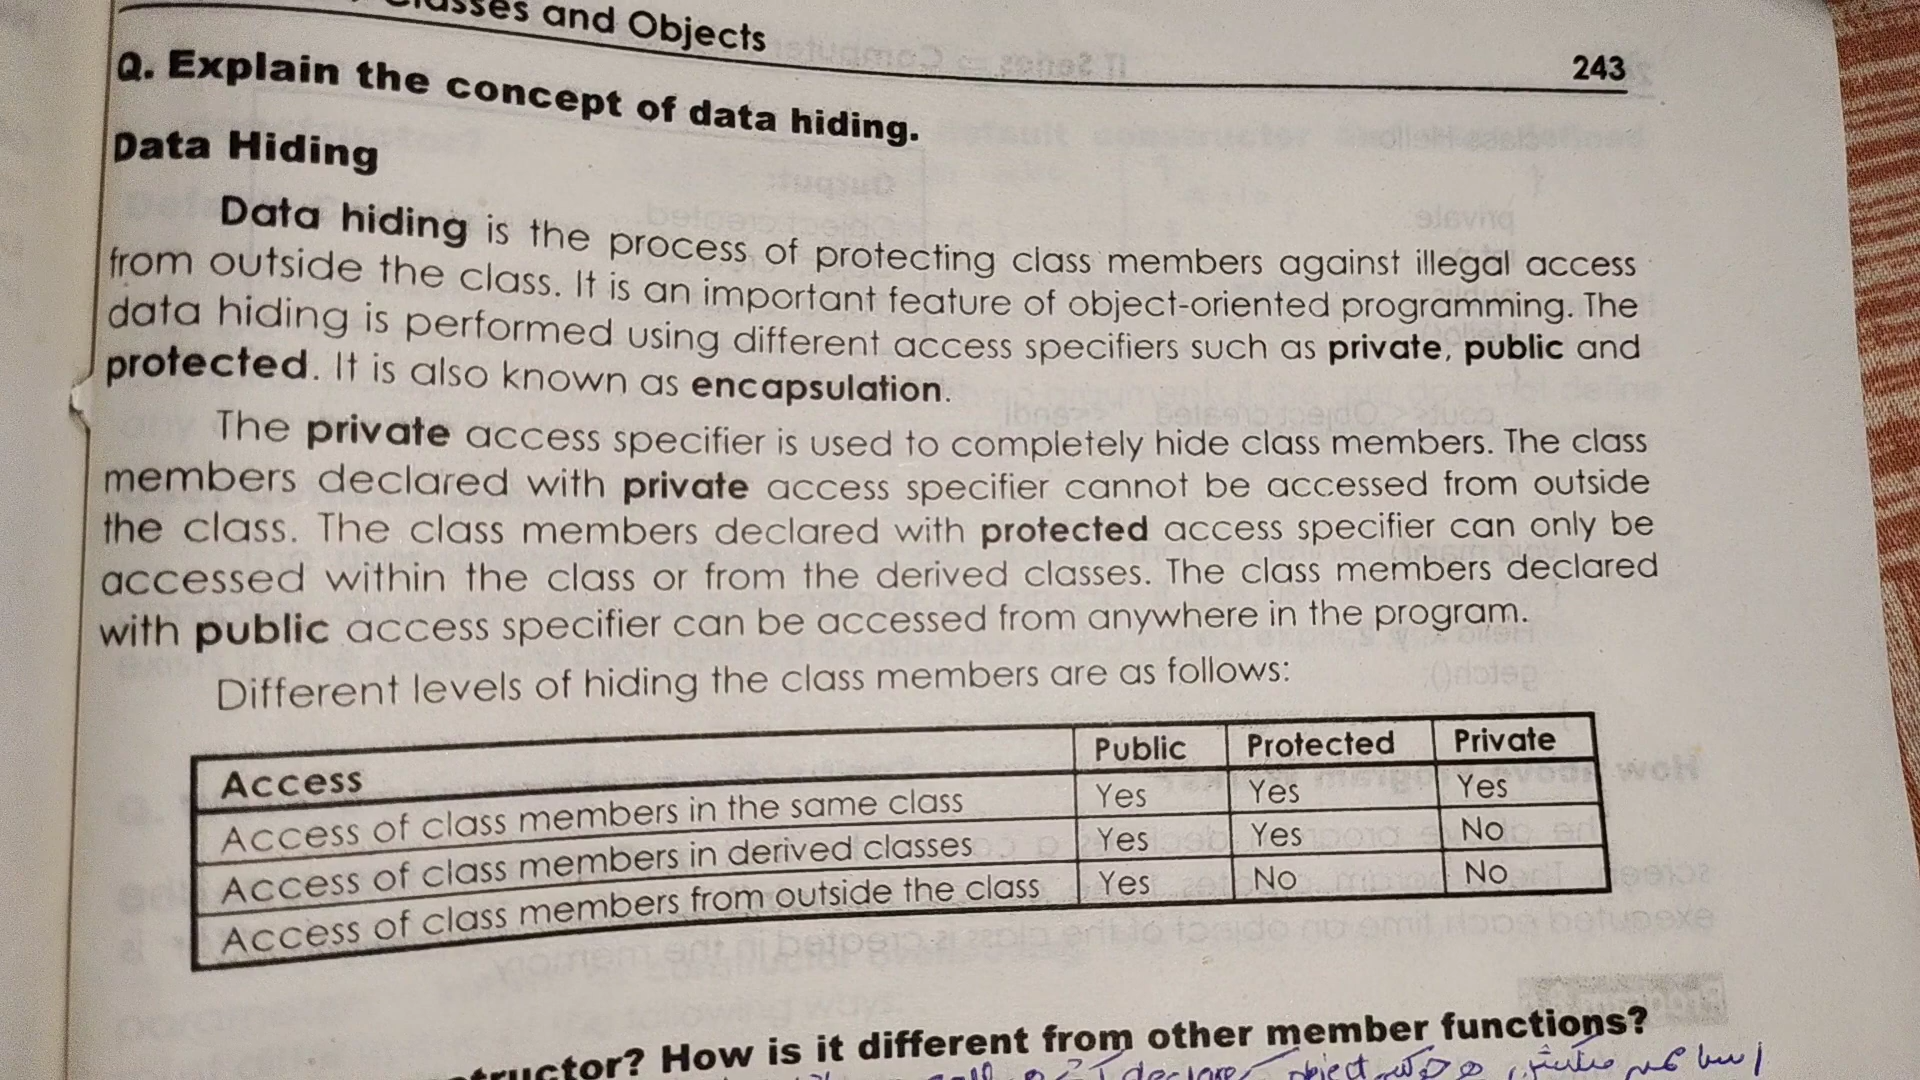 Classes and Objects
243
Q. Explain the concept of data hiding.
Data Hiding
Data hiding is the process of protecting class members against illegal access
from outside the class. It is an important feature of object-oriented programming. The
data hiding is performed using different access specifiers such as private, public and
protected. It is also known as encapsulation.
The private access specifier is used to completely hide class members. The class
members declared with private access specifier cannot be accessed from outside
the class. The class members declared with protected access specifier can only be
accessed within the class or from the derived classes. The class members declared
with public access specifier can be accessed from anywhere in the program.
Different levels of hiding the class members are as follows:
Access Public Protected Private
Access of class members in the same class Yes Yes Yes
Access of class members in derived classes Yes Yes No
Access of class members from outside the class Yes No No
How is it different from other member functions?
declare object